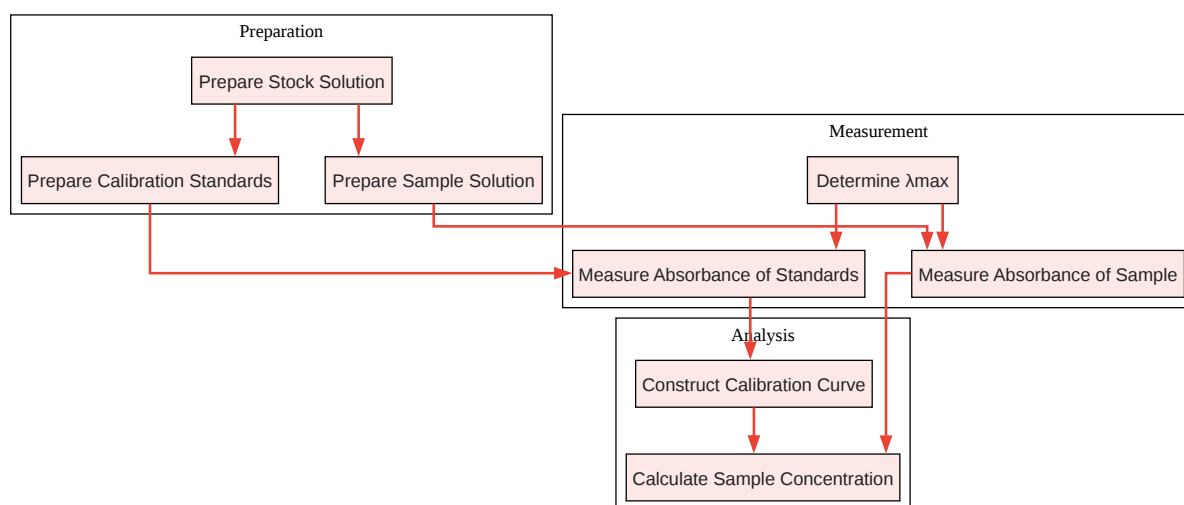 Preparation
Prepare Stock Solution
Prepare Calibration Standards
Prepare Sample Solution
Measurement
Determine λmax
Measure Absorbance of Standards
Measure Absorbance of Sample
Analysis
Construct Calibration Curve
Calculate Sample Concentration